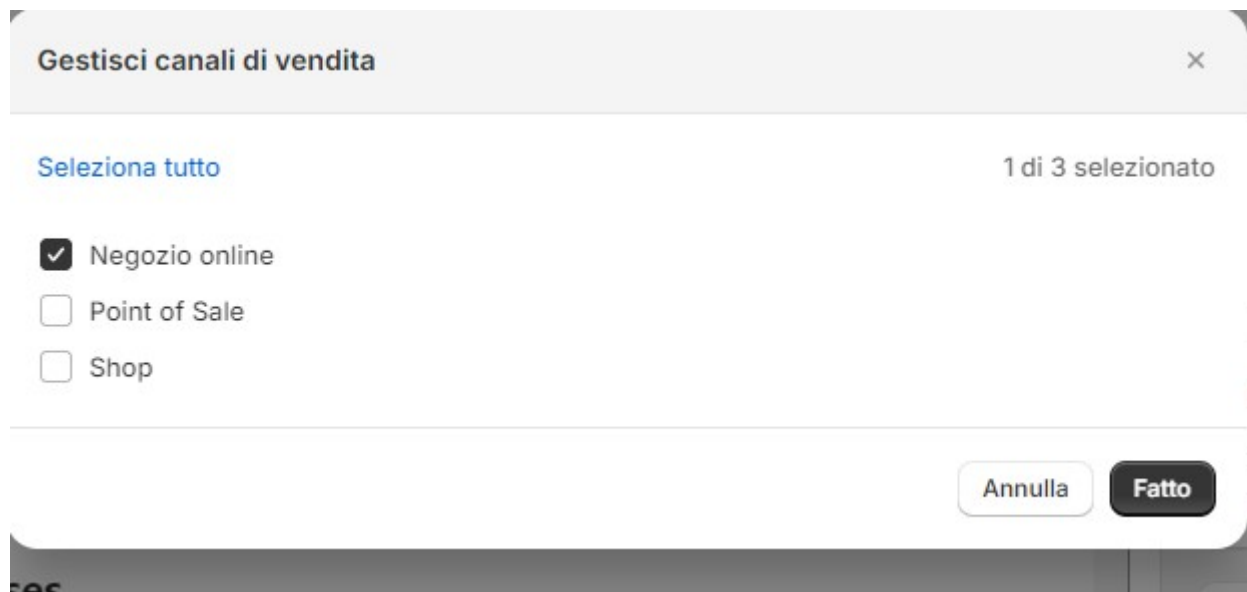 Gestisci canali di vendita
Seleziona tutto
1 di 3 selezionato
Negozio online
Point of Sale
Shop
Annulla
Fatto